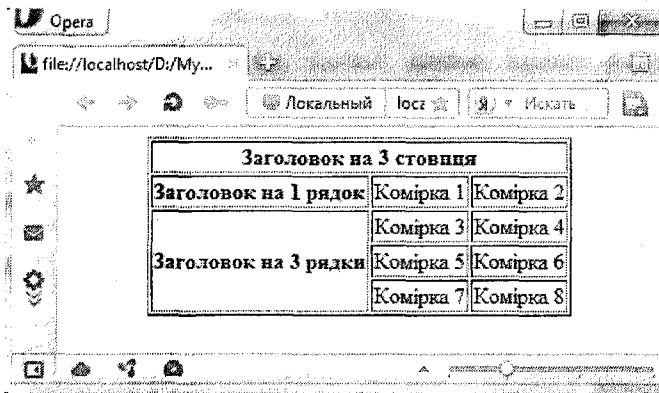 Opera
file://localhost/D:/My...
Локальный loca Я Искать
Заголовок на 3 стовпця
Заголовок на 1 рядок Комірка 1 Комірка 2
Комірка 3 Комірка 4
Заголовок на 3 рядки Комірка 5 Комірка 6
Комірка 7 Комірка 8